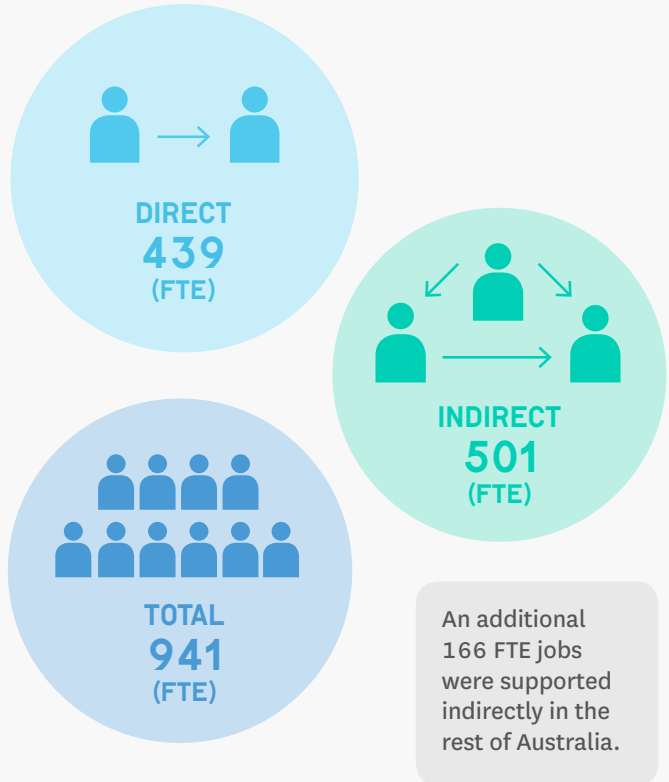 DIRECT
439
(FTE)
INDIRECT
501
(FTE)
TOTAL
941
(FTE)
An additional
166 FTE jobs
were supported
indirectly in the
rest of Australia.